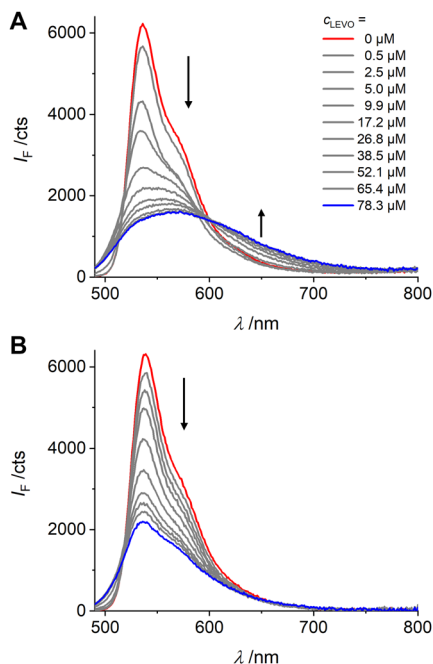 A
c_LEVO =
0 µM
0.5 µM
2.5 µM
5.0 µM
9.9 µM
17.2 µM
26.8 µM
38.5 µM
52.1 µM
65.4 µM
78.3 µM
6000
4000
2000
0
I_F /cts
500 600 700 800
λ /nm
B
6000
4000
2000
0
I_F /cts
500 600 700 800
λ /nm